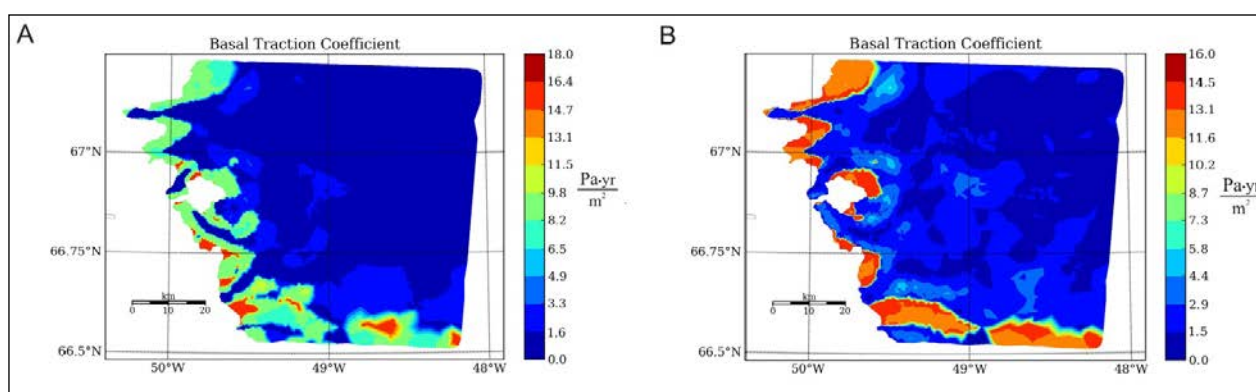 A
Basal Traction Coefficient
67°N
66.75°N
66.5°N
50°W
49°W
48°W
km
0 10 20
18.0
16.4
14.7
13.1
11.5
9.8
8.2
6.5
4.9
3.3
1.6
0.0
Pa·yr
m²
B
Basal Traction Coefficient
67°N
66.75°N
66.5°N
50°W
49°W
48°W
km
0 10 20
16.0
14.5
13.1
11.6
10.2
8.7
7.3
5.8
4.4
2.9
1.5
0.0
Pa·yr
m²